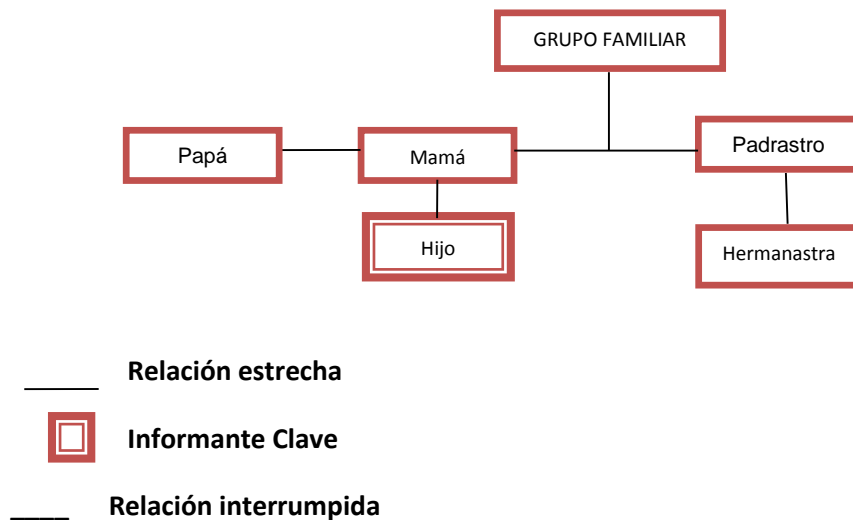 GRUPO FAMILIAR
Papá
Mamá
Padrastro
Hijo
Hermanastra
Relación estrecha
Informante Clave
Relación interrumpida